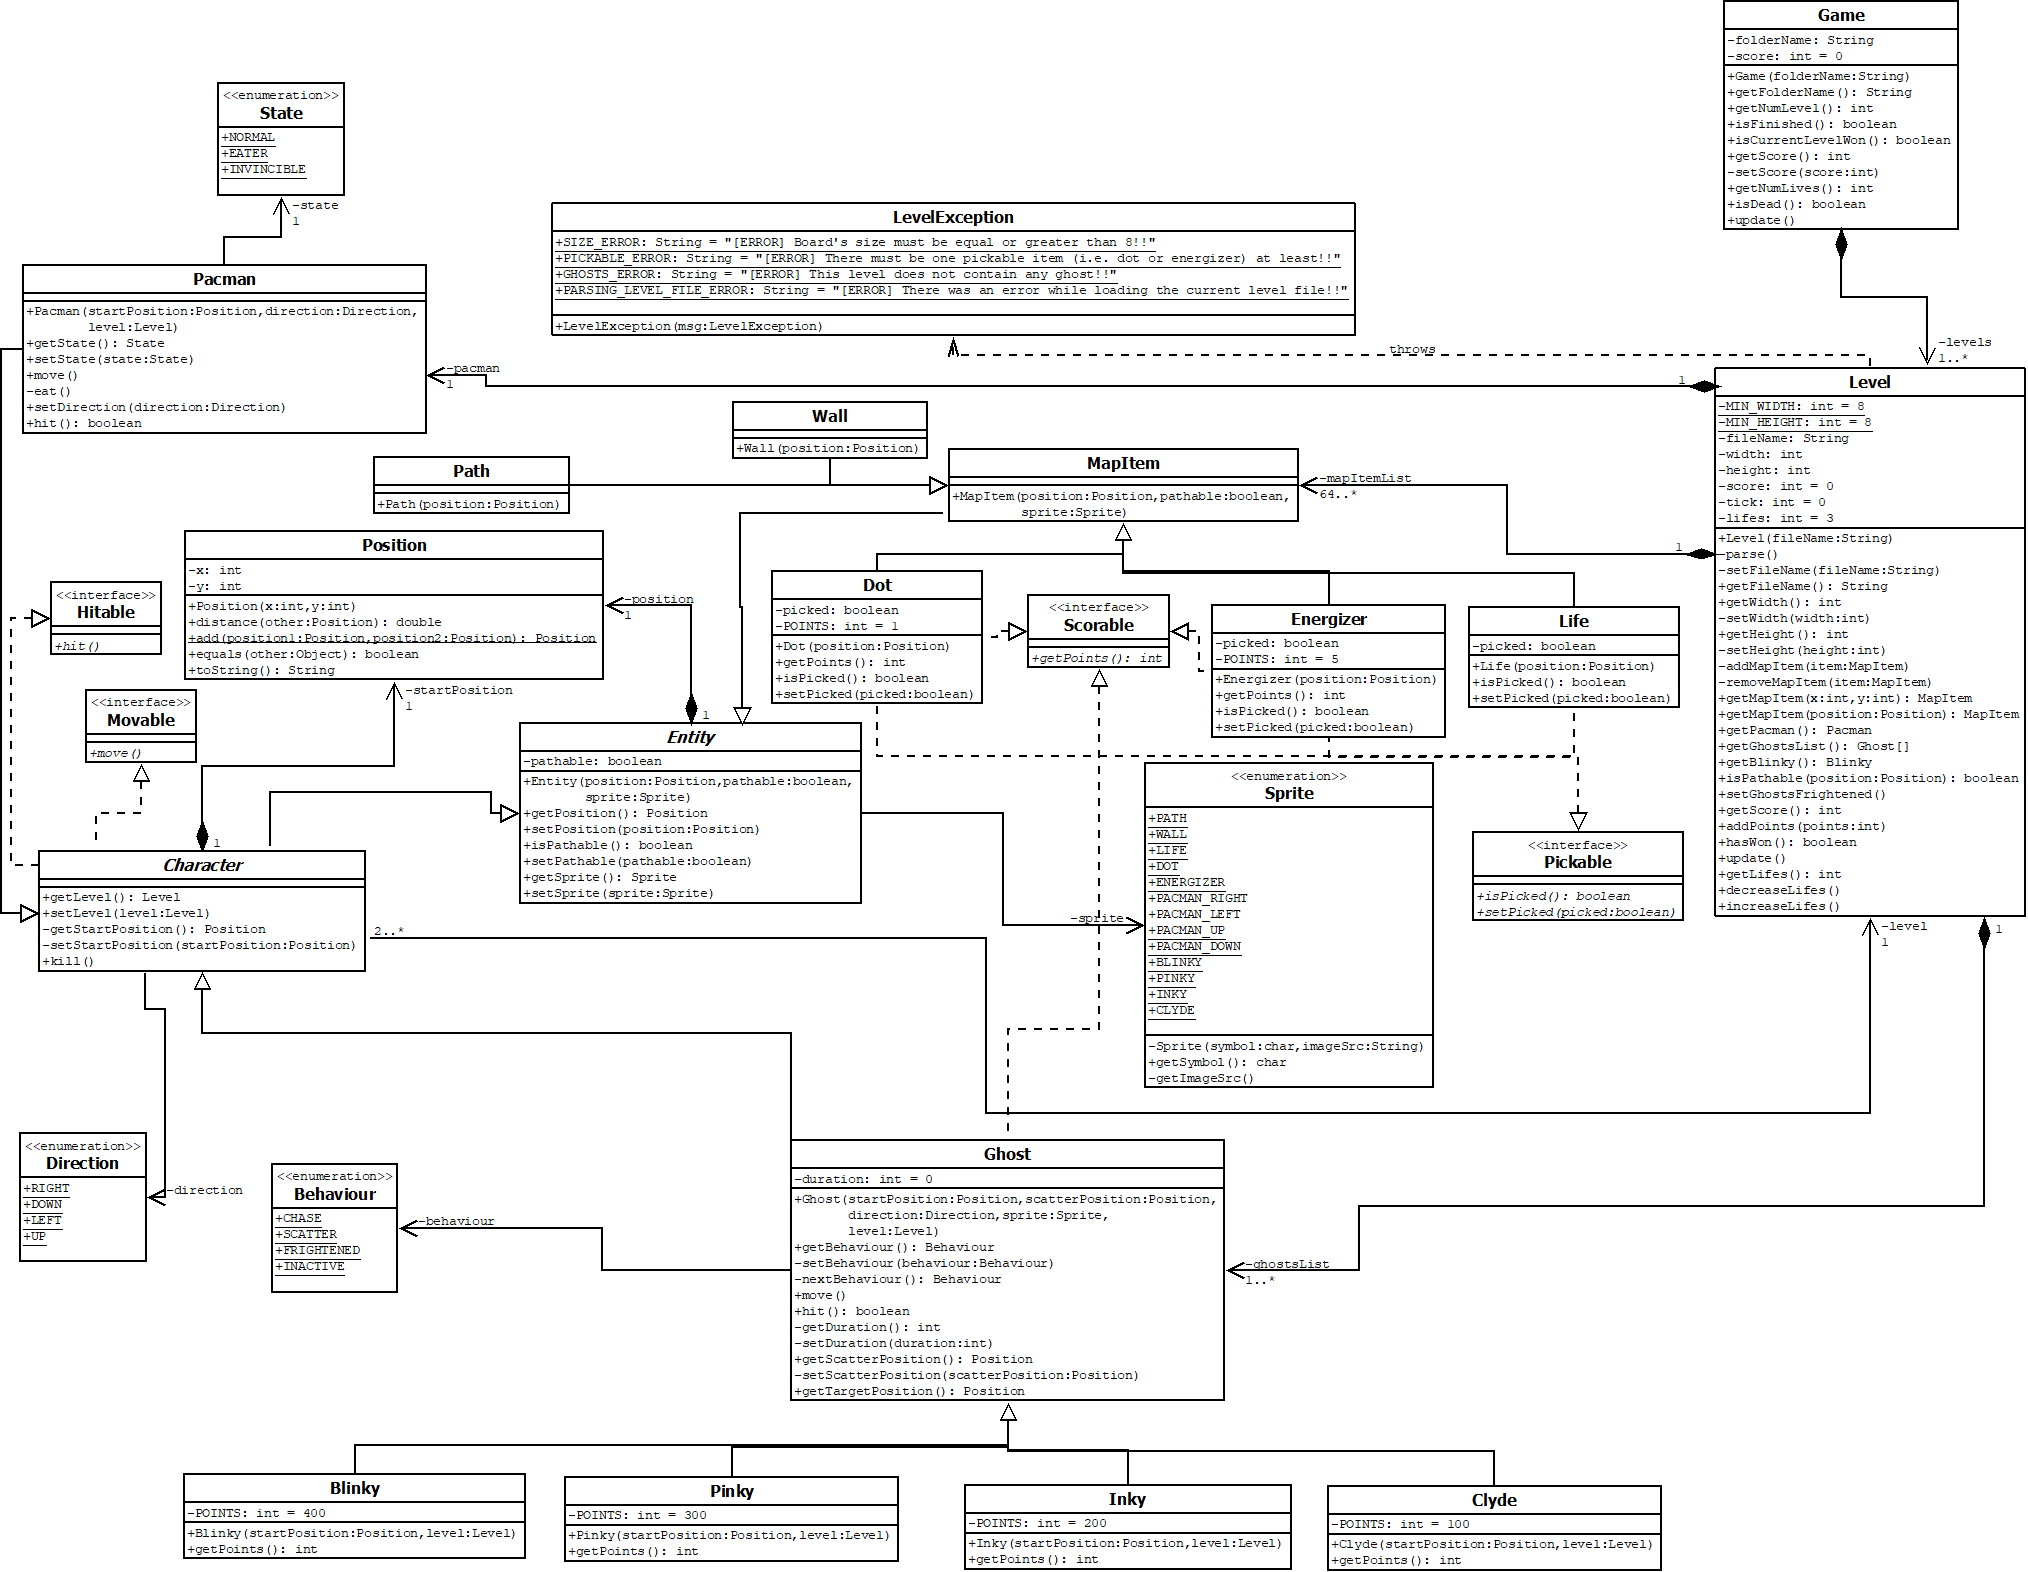 Game
-folderName: String
-score: int = 0
+Game(folderName:String)
+getFolderName(): String
+getNumLevel(): int
+isFinished(): boolean
+isCurrentLevelWon(): boolean
+getScore(): int
-setScore(score:int)
+getNumLives(): int
+isDead(): boolean
+update()
<<enumeration>>
State
+NORMAL
+EATER
+INVINCIBLE
-state
1
LevelException
+SIZE_ERROR: String = "[ERROR] Board's size must be equal or greater than 8!!"
+PICKABLE_ERROR: String = "[ERROR] There must be one pickable item (i.e. dot or energizer) at least!!"
+GHOSTS_ERROR: String = "[ERROR] This level does not contain any ghost!!"
+PARSING_LEVEL_FILE_ERROR: String = "[ERROR] There was an error while loading the current level file!!"
+LevelException(msg:LevelException)
throws
-levels
1..*
Pacman
+Pacman(startPosition:Position,direction:Direction,
level:Level)
+getState(): State
+setState(state:State)
+move()
-eat()
+setDirection(direction:Direction)
+hit(): boolean
-pacman
1
1
Level
-MIN_WIDTH: int = 8
-MIN_HEIGHT: int = 8
-fileName: String
-width: int
-height: int
-score: int = 0
-tick: int = 0
-lifes: int = 3
+Level(fileName:String)
-parse()
-setFileName(fileName:String)
+getFileName(): String
+getWidth(): int
-setWidth(width:int)
+getHeight(): int
-setHeight(height:int)
-addMapItem(item:MapItem)
-removeMapItem(item:MapItem)
+getMapItem(x:int,y:int): MapItem
+getMapItem(position:Position): MapItem
+getPacman(): Pacman
+getGhostsList(): Ghost[]
+getBlinky(): Blinky
+isPathable(position:Position): boolean
+setGhostsFrightened()
+getScore(): int
+addPoints(points:int)
+hasWon(): boolean
+update()
+getLifes(): int
+decreaseLifes()
+increaseLifes()
Wall
+Wall(position:Position)
Path
+Path(position:Position)
MapItem
+MapItem(position:Position,pathable:boolean,
sprite:Sprite)
-mapItemList
64..*
1
Position
-x: int
-y: int
+Position(x:int,y:int)
+distance(other:Position): double
+add(position1:Position,position2:Position): Position
+equals(other:Object): boolean
+toString(): String
-position
1
1
-startPosition
1
1
<<interface>>
Hitable
+hit()
<<interface>>
Movable
+move()
Dot
-picked: boolean
-POINTS: int = 1
+Dot(position:Position)
+getPoints(): int
+isPicked(): boolean
+setPicked(picked:boolean)
<<interface>>
Scorable
+getPoints(): int
Energizer
-picked: boolean
-POINTS: int = 5
+Energizer(position:Position)
+getPoints(): int
+isPicked(): boolean
+setPicked(picked:boolean)
Life
-picked: boolean
+Life(position:Position)
+isPicked(): boolean
+setPicked(picked:boolean)
Entity
-pathable: boolean
+Entity(position:Position,pathable:boolean,
sprite:Sprite)
+getPosition(): Position
+setPosition(position:Position)
+isPathable(): boolean
+setPathable(pathable:boolean)
+getSprite(): Sprite
+setSprite(sprite:Sprite)
-sprite
<<enumeration>>
Sprite
+PATH
+WALL
+LIFE
+DOT
+ENERGIZER
+PACMAN_RIGHT
+PACMAN_LEFT
+PACMAN_UP
+PACMAN_DOWN
+BLINKY
+PINKY
+INKY
+CLYDE
-Sprite(symbol:char,imageSrc:String)
+getSymbol(): char
-getImageSrc()
<<interface>>
Pickable
+isPicked(): boolean
+setPicked(picked:boolean)
Character
+getLevel(): Level
+setLevel(level:Level)
-getStartPosition(): Position
-setStartPosition(startPosition:Position)
+kill()
2..*
-level
1
1
<<enumeration>>
Direction
+RIGHT
+DOWN
+LEFT
+UP
-direction
<<enumeration>>
Behaviour
+CHASE
+SCATTER
+FRIGHTENED
+INACTIVE
-behaviour
Ghost
-duration: int = 0
+Ghost(startPosition:Position,scatterPosition:Position,
direction:Direction,sprite:Sprite,
level:Level)
+getBehaviour(): Behaviour
-setBehaviour(behaviour:Behaviour)
-nextBehaviour(): Behaviour
+move()
+hit(): boolean
-getDuration(): int
-setDuration(duration:int)
+getScatterPosition(): Position
-setScatterPosition(scatterPosition:Position)
+getTargetPosition(): Position
-ghostsList
1..*
Blinky
-POINTS: int = 400
+Blinky(startPosition:Position,level:Level)
+getPoints(): int
Pinky
-POINTS: int = 300
+Pinky(startPosition:Position,level:Level)
+getPoints(): int
Inky
-POINTS: int = 200
+Inky(startPosition:Position,level:Level)
+getPoints(): int
Clyde
-POINTS: int = 100
+Clyde(startPosition:Position,level:Level)
+getPoints(): int